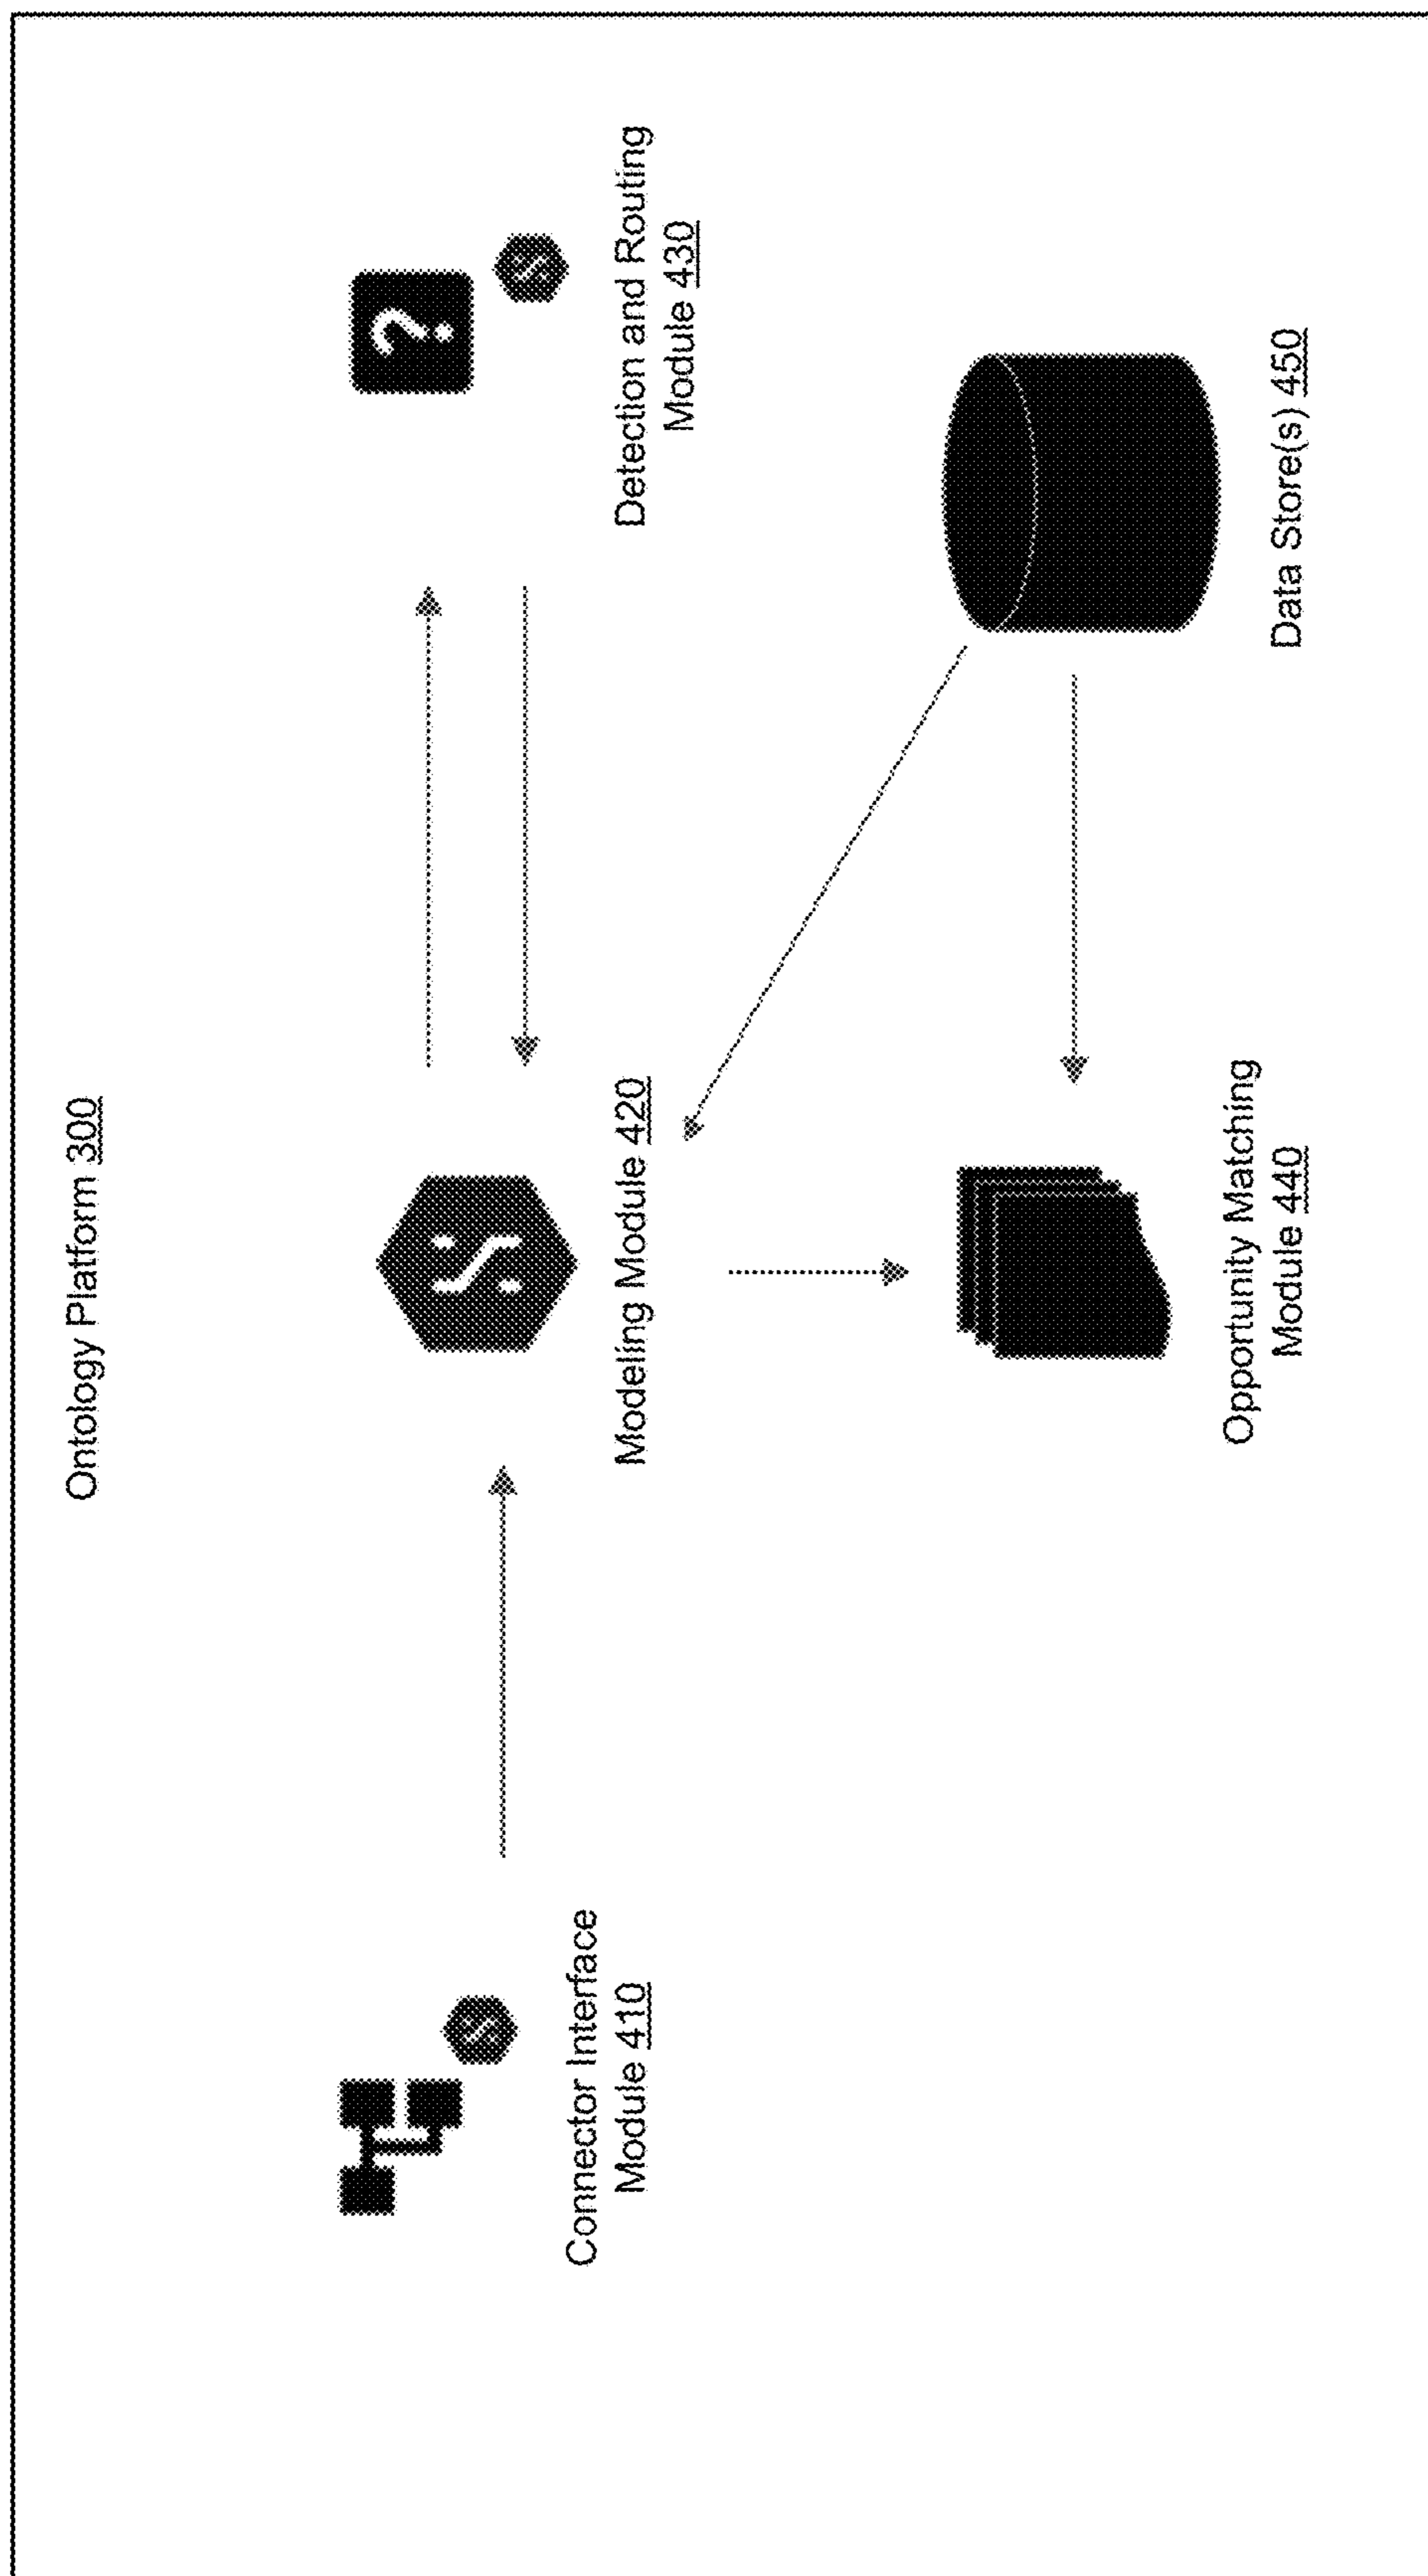 Ontology Platform 300
Connector Interface
Module 410
Modeling Module 420
Detection and Routing
Module 430
Opportunity Matching
Module 440
Data Store(s) 450
?